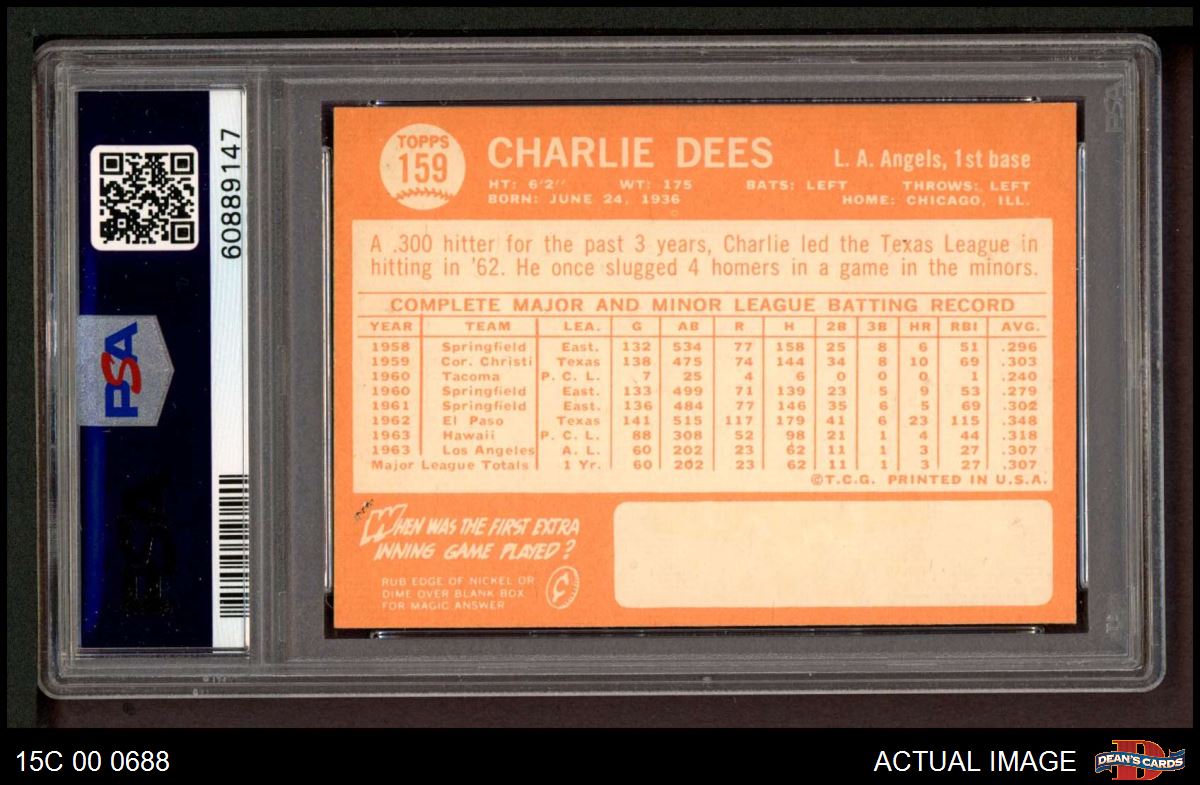 TOPPS
159
CHARLIE DEES
L. A. Angels, 1st base
HT: 6'2" WT: 175 BATS: LEFT THROWS: LEFT
BORN: JUNE 24, 1936 HOME: CHICAGO, ILL.
A .300 hitter for the past 3 years, Charlie led the Texas League in
hitting in '62. He once slugged 4 homers in a game in the minors.
COMPLETE MAJOR AND MINOR LEAGUE BATTING RECORD
YEAR TEAM LEA. G AB R H 2B 3B HR RBI AVG.
1958 Springfield East. 132 534 77 158 25 8 6 51 .296
1959 Cor. Christi Texas 138 475 74 144 34 8 10 69 .303
1960 Tacoma P. C. L. 7 25 4 6 0 0 0 1 .240
1960 Springfield East. 133 499 71 139 23 5 9 53 .279
1961 Springfield East. 136 484 77 146 35 6 5 69 .302
1962 El Paso Texas 141 515 117 179 41 6 23 115 .348
1963 Hawaii P. C. L. 88 308 52 98 21 1 4 44 .318
1963 Los Angeles A. L. 60 202 23 62 11 1 3 27 .307
Major League Totals 1 Yr. 60 202 23 62 11 1 3 27 .307
©T.C.G. PRINTED IN U.S.A.
WHEN WAS THE FIRST EXTRA
INNING GAME PLAYED?
RUB EDGE OF NICKEL OR
DIME OVER BLANK BOX
FOR MAGIC ANSWER
60889147
PSA
15C 00 0688
ACTUAL IMAGE
DEAN'S CARDS